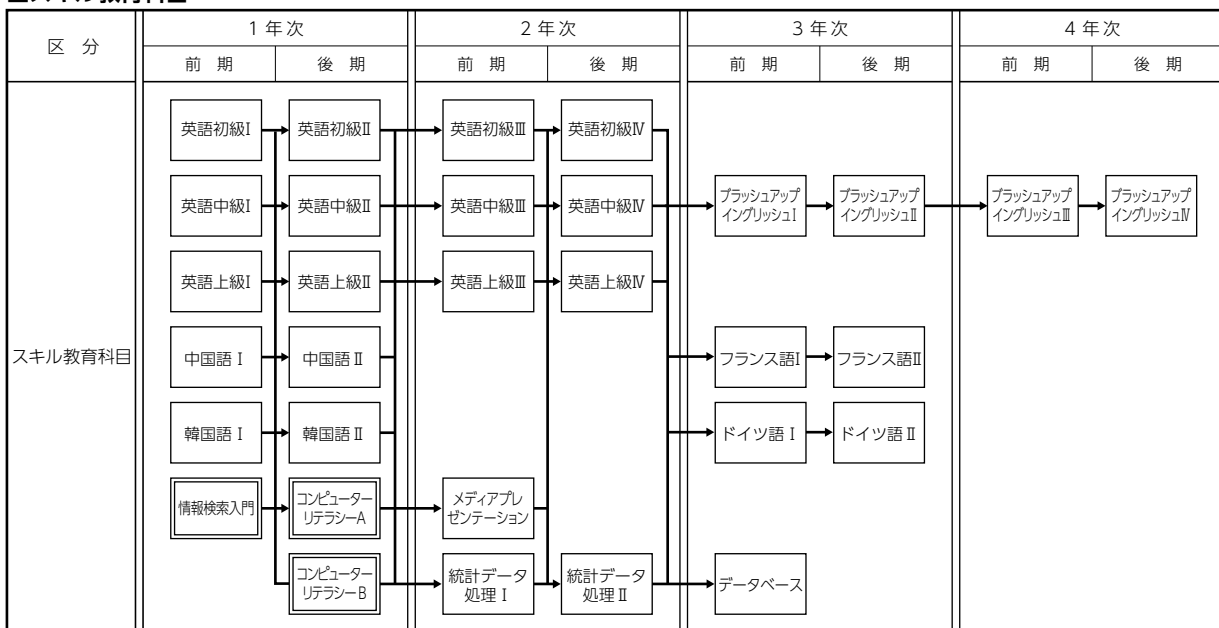 区 分
1 年次
2 年次
3 年次
4 年次
前 期
後 期
前 期
後 期
前 期
後 期
前 期
後 期
スキル教育科目
英語初級Ⅰ
英語初級Ⅱ
英語初級Ⅲ
英語初級Ⅳ
英語中級Ⅰ
英語中級Ⅱ
英語中級Ⅲ
英語中級Ⅳ
ブラッシュアップ
イングリッシュⅠ
ブラッシュアップ
イングリッシュⅡ
ブラッシュアップ
イングリッシュⅢ
ブラッシュアップ
イングリッシュⅣ
英語上級Ⅰ
英語上級Ⅱ
英語上級Ⅲ
英語上級Ⅳ
中国語 Ⅰ
中国語 Ⅱ
フランス語Ⅰ
フランス語Ⅱ
韓国語 Ⅰ
韓国語 Ⅱ
ドイツ語 Ⅰ
ドイツ語 Ⅱ
情報検索入門
コンピューター
リテラシーA
メディアプレ
ゼンテーション
コンピューター
リテラシーB
統計データ
処理 Ⅰ
統計データ
処理 Ⅱ
データベース